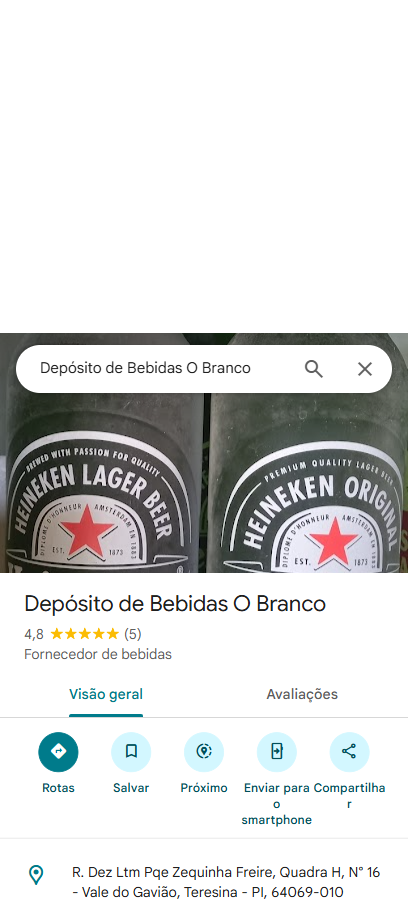 Depósito de Bebidas O Branco
BREWED WITH PASSION FOR QUALITY
HEINEKEN LAGER BEER
DIPLOME D'HONNEUR AMSTERDAM EN 1883
EST. 1873
PREMIUM QUALITY LAGER BEER
HEINEKEN ORIGINAL
DIPLOME D'HONNEUR AMSTERDAM EN 1883
EST. 1873
Depósito de Bebidas O Branco
4,8 (5)
Fornecedor de bebidas
Visão geral Avaliações
Rotas Salvar Próximo Enviar para o smartphone Compartilhar
R. Dez Ltm Pqe Zequinha Freire, Quadra H, N° 16
- Vale do Gavião, Teresina - PI, 64069-010